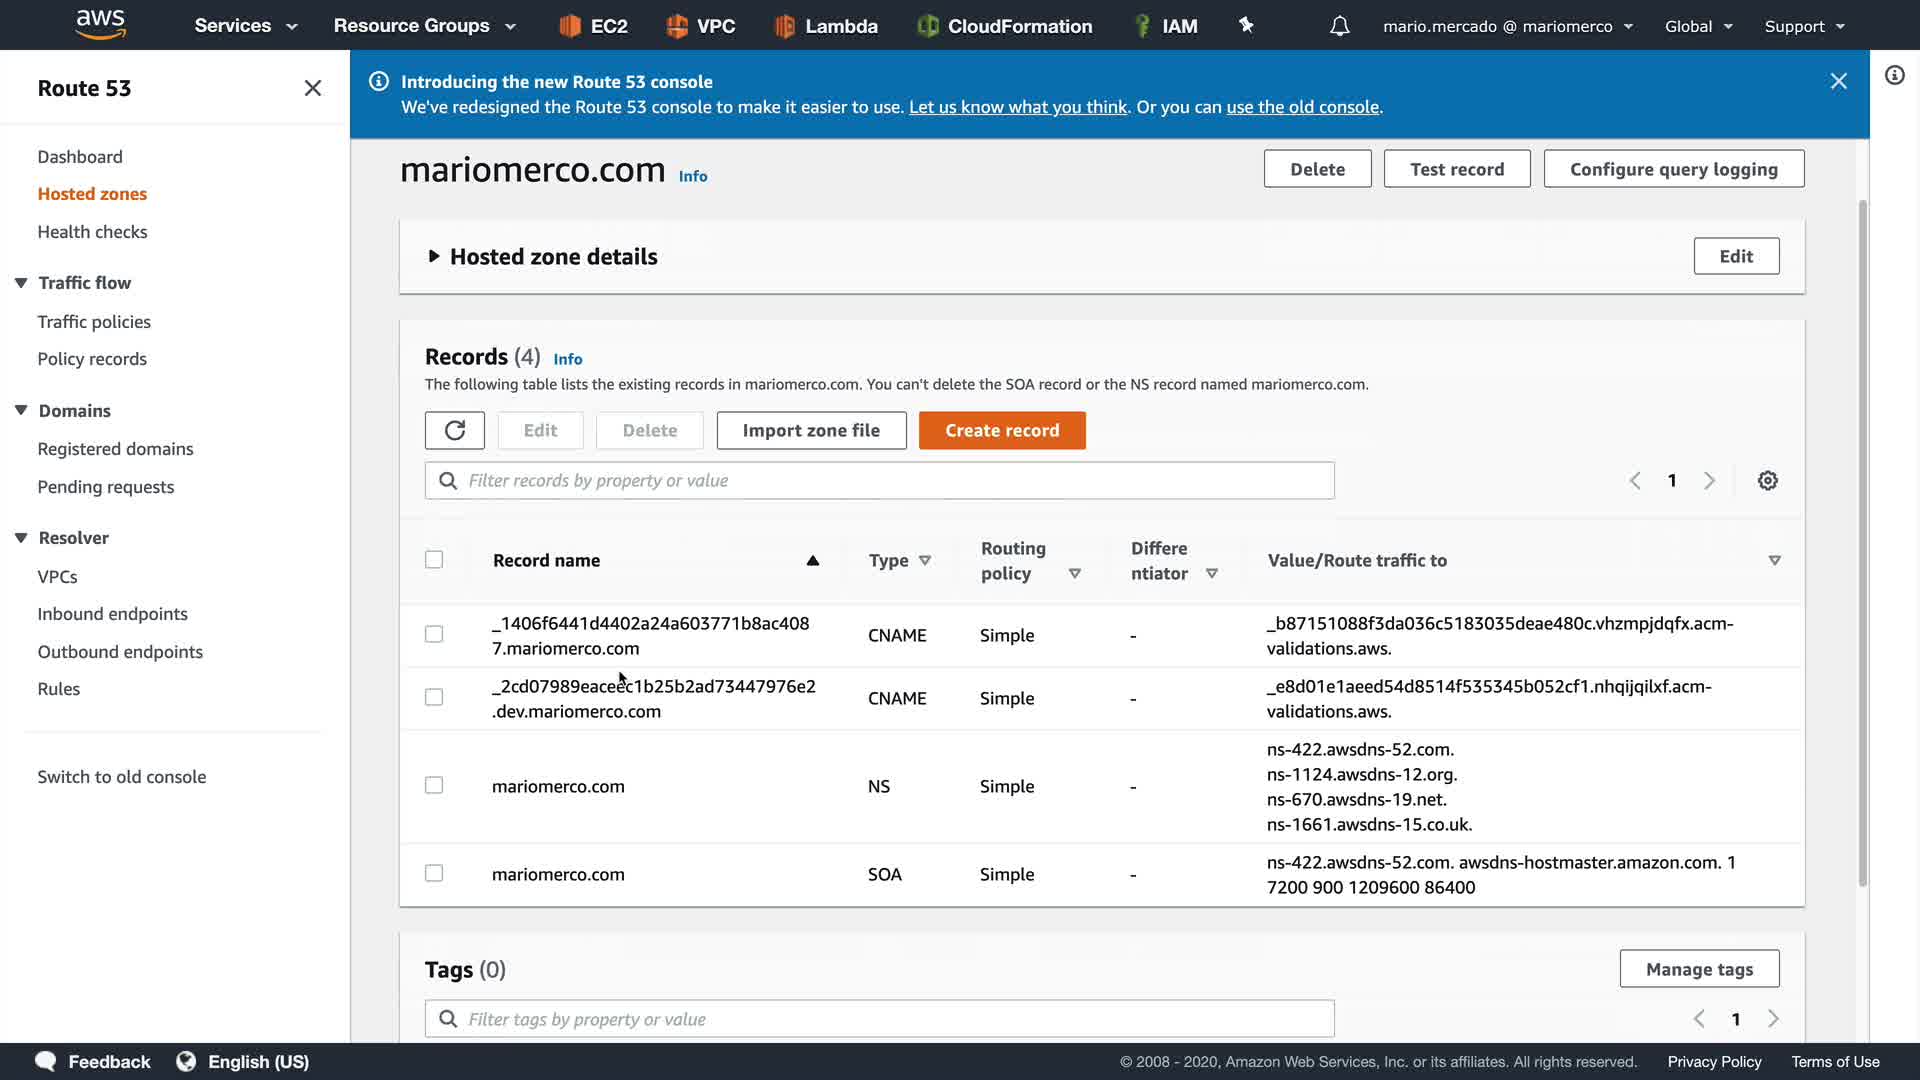 aws Services Resource Groups EC2 VPC Lambda CloudFormation IAM mario.mercado @ mariomerco Global Support
Route 53
Introducing the new Route 53 console
We've redesigned the Route 53 console to make it easier to use. Let us know what you think. Or you can use the old console.
Dashboard
Hosted zones
Health checks
Traffic flow
Traffic policies
Policy records
Domains
Registered domains
Pending requests
Resolver
VPCs
Inbound endpoints
Outbound endpoints
Rules
Switch to old console
mariomerco.com Info
Delete Test record Configure query logging
Hosted zone details Edit
Records (4) Info
The following table lists the existing records in mariomerco.com. You can't delete the SOA record or the NS record named mariomerco.com.
Edit Delete Import zone file Create record
Filter records by property or value 1
Record name Type Routing policy Differe ntiator Value/Route traffic to
_1406f6441d4402a24a603771b8ac408 CNAME Simple - _b87151088f3da036c5183035deae480c.vhzmpjdqfx.acm-
7.mariomerco.com validations.aws.
_2cd07989eaceec1b25b2ad73447976e2 CNAME Simple - _e8d01e1aeed54d8514f535345b052cf1.nhqijqilxf.acm-
.dev.mariomerco.com validations.aws.
mariomerco.com NS Simple - ns-422.awsdns-52.com.
ns-1124.awsdns-12.org.
ns-670.awsdns-19.net.
ns-1661.awsdns-15.co.uk.
mariomerco.com SOA Simple - ns-422.awsdns-52.com. awsdns-hostmaster.amazon.com. 1
7200 900 1209600 86400
Tags (0) Manage tags
Filter tags by property or value 1
Feedback English (US) © 2008 - 2020, Amazon Web Services, Inc. or its affiliates. All rights reserved. Privacy Policy Terms of Use